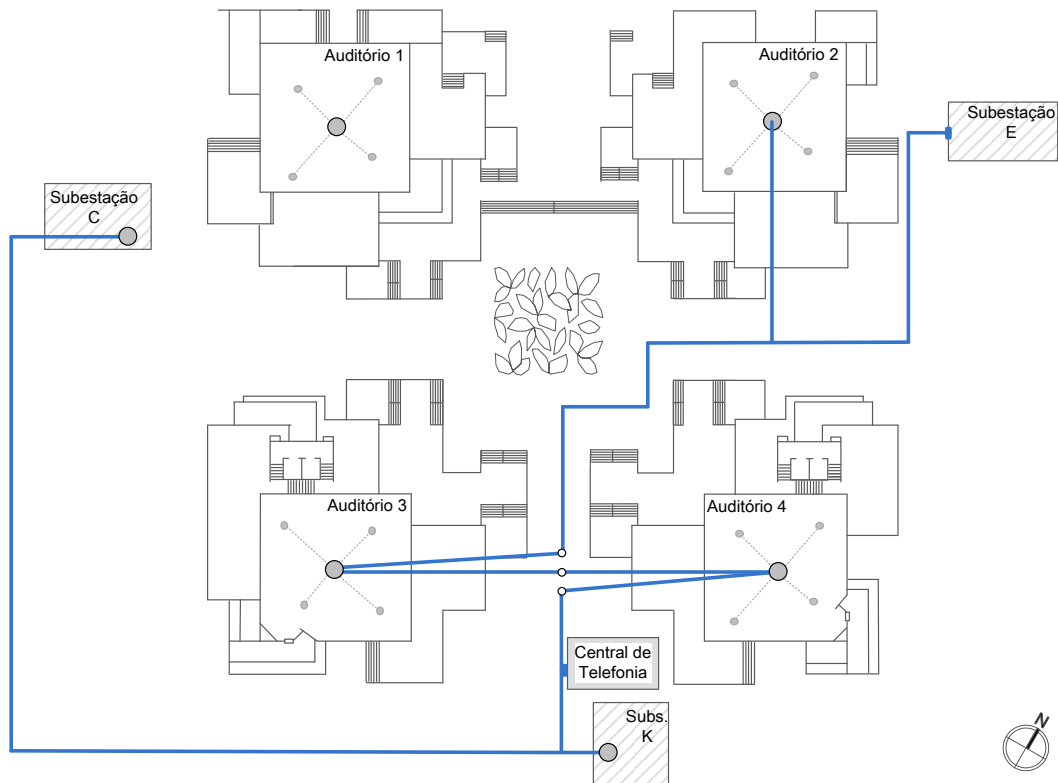 Auditório 1
Auditório 2
Subestação
E
Subestação
C
Auditório 3
Auditório 4
Central de
Telefonia
Subs.
K
N